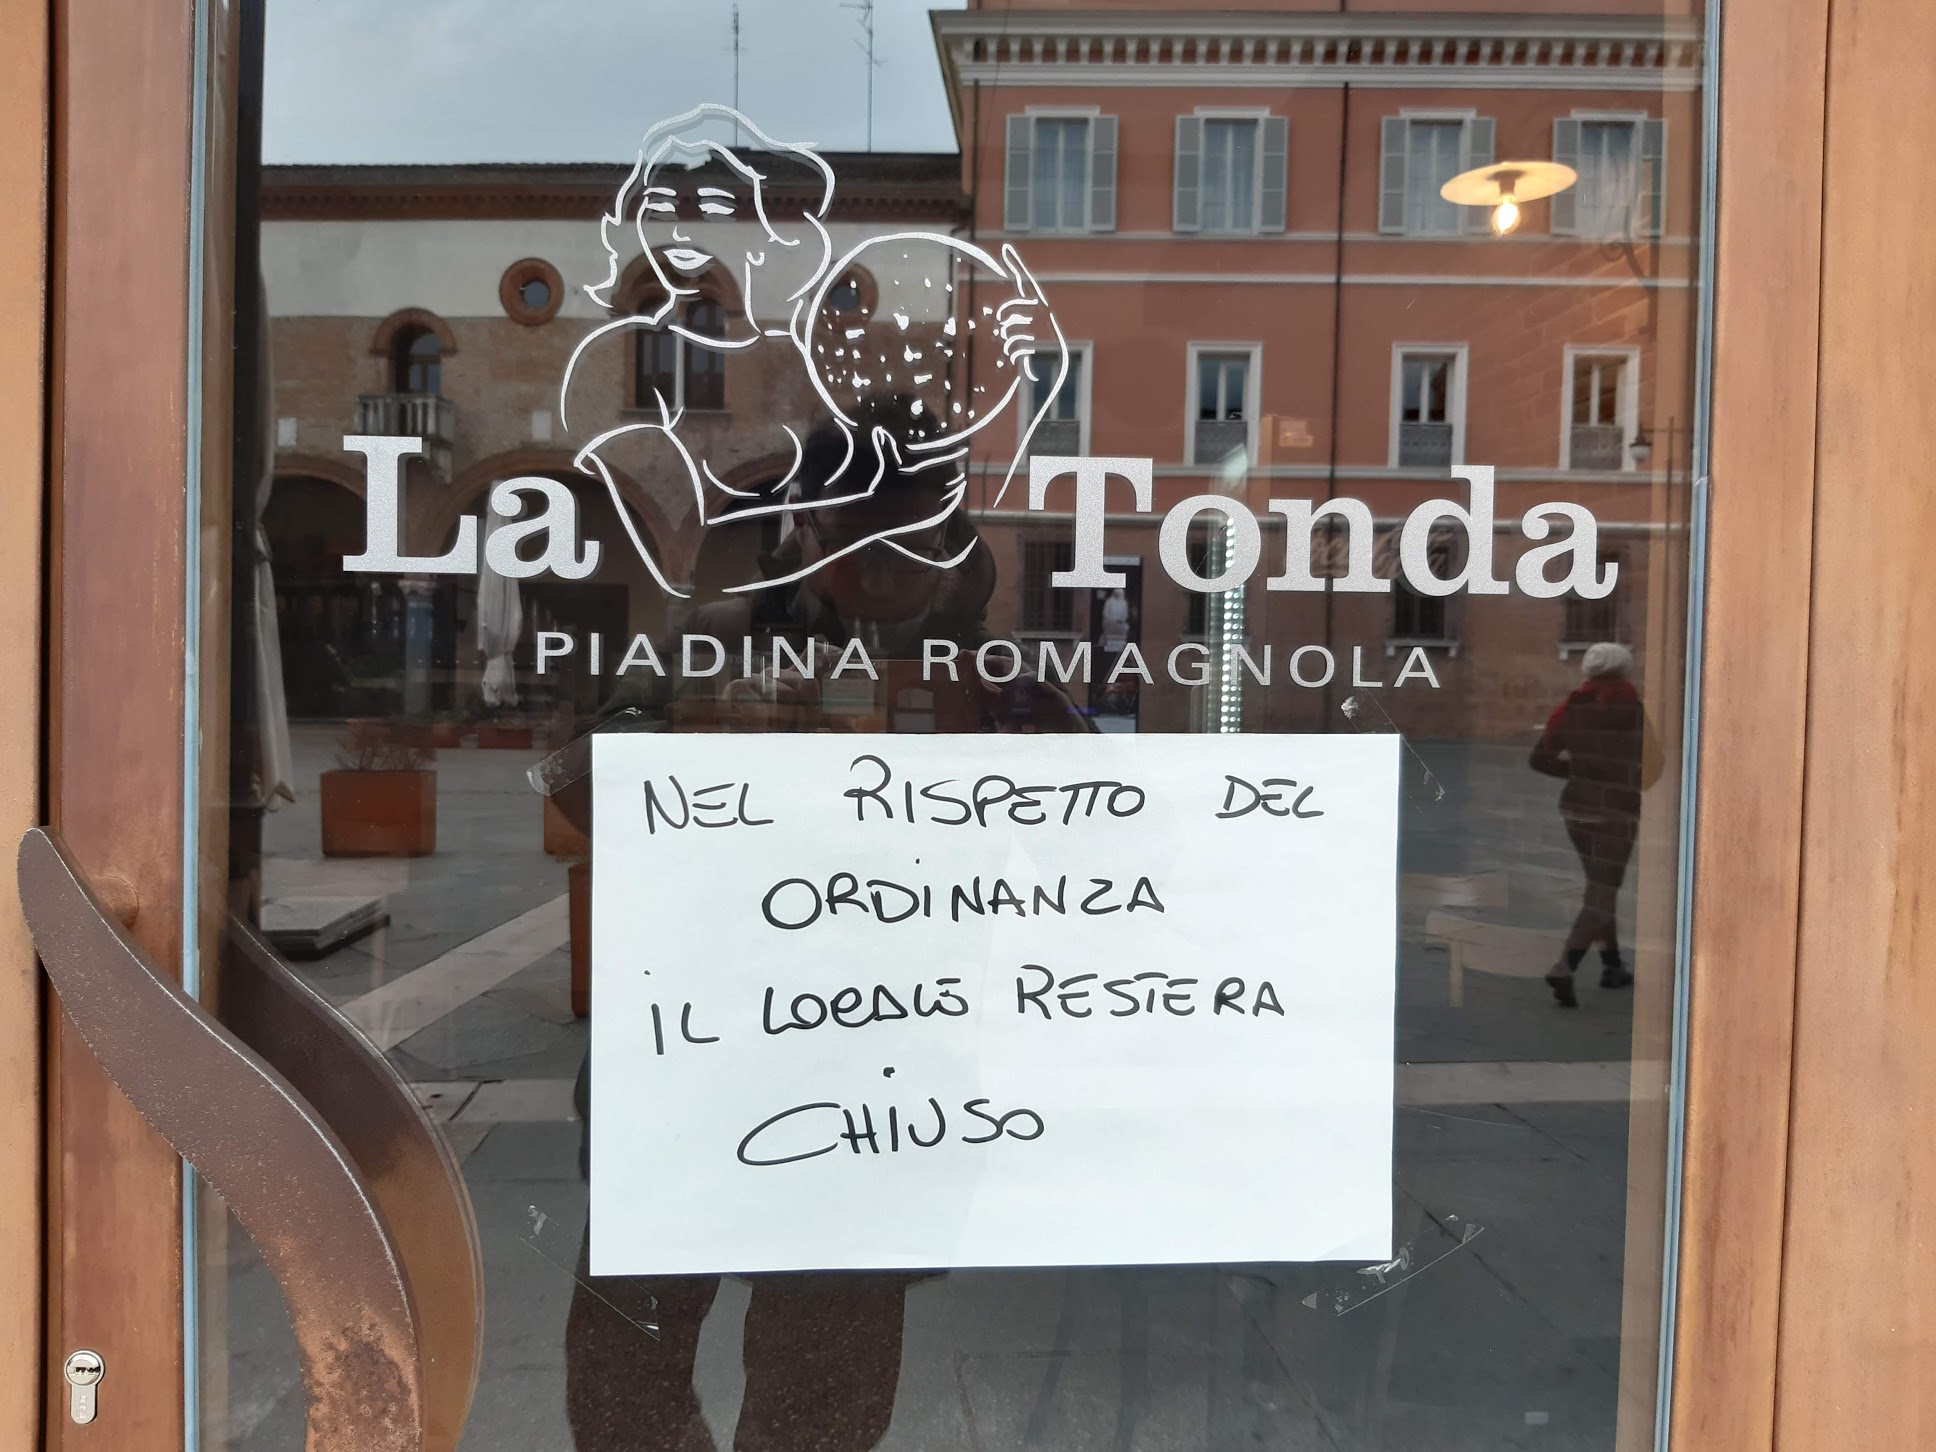 La Tonda
PIADINA ROMAGNOLA
NEL RISPETTO DEL
ORDINANZA
IL LOCALE RESTERA
CHIUSO